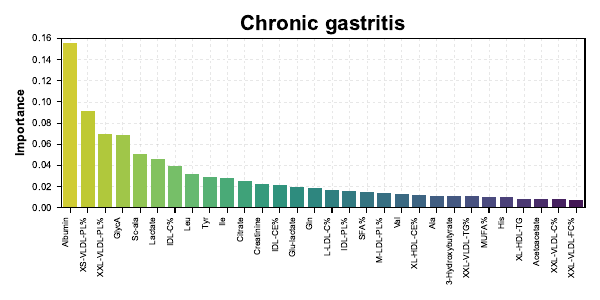 Chronic gastritis
Importance
0.16
0.14
0.12
0.10
0.08
0.06
0.04
0.02
0.00
Albumin
XS-VLDL-PL%
XXL-VLDL-PL%
GlycA
Sc-ala
Lactate
IDL-C%
Leu
Tyr
Ile
Citrate
Creatinine
IDL-CE%
Glu-lactate
Gln
L-LDL-C%
IDL-PL%
SFA%
M-LDL-PL%
Val
XL-HDL-CE%
Ala
3-Hydroxybutyrate
XXL-VLDL-TG%
MUFA%
His
XL-HDL-TG
Acetoacetate
XXL-VLDL-C%
XXL-VLDL-FC%